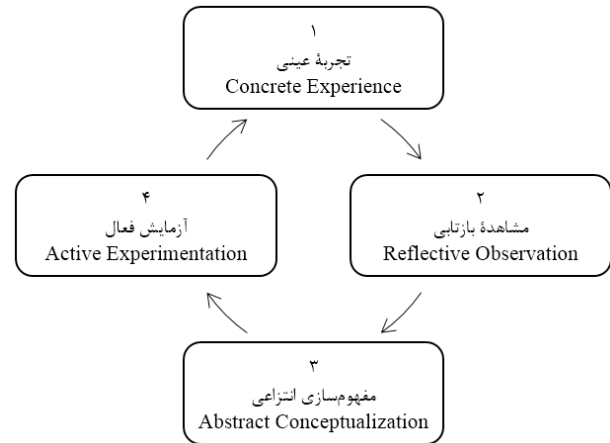 ۱
تجربهٔ عینی
Concrete Experience
۲
مشاهدهٔ بازتابی
Reflective Observation
۳
مفهوم‌سازی انتزاعی
Abstract Conceptualization
۴
آزمایش فعال
Active Experimentation